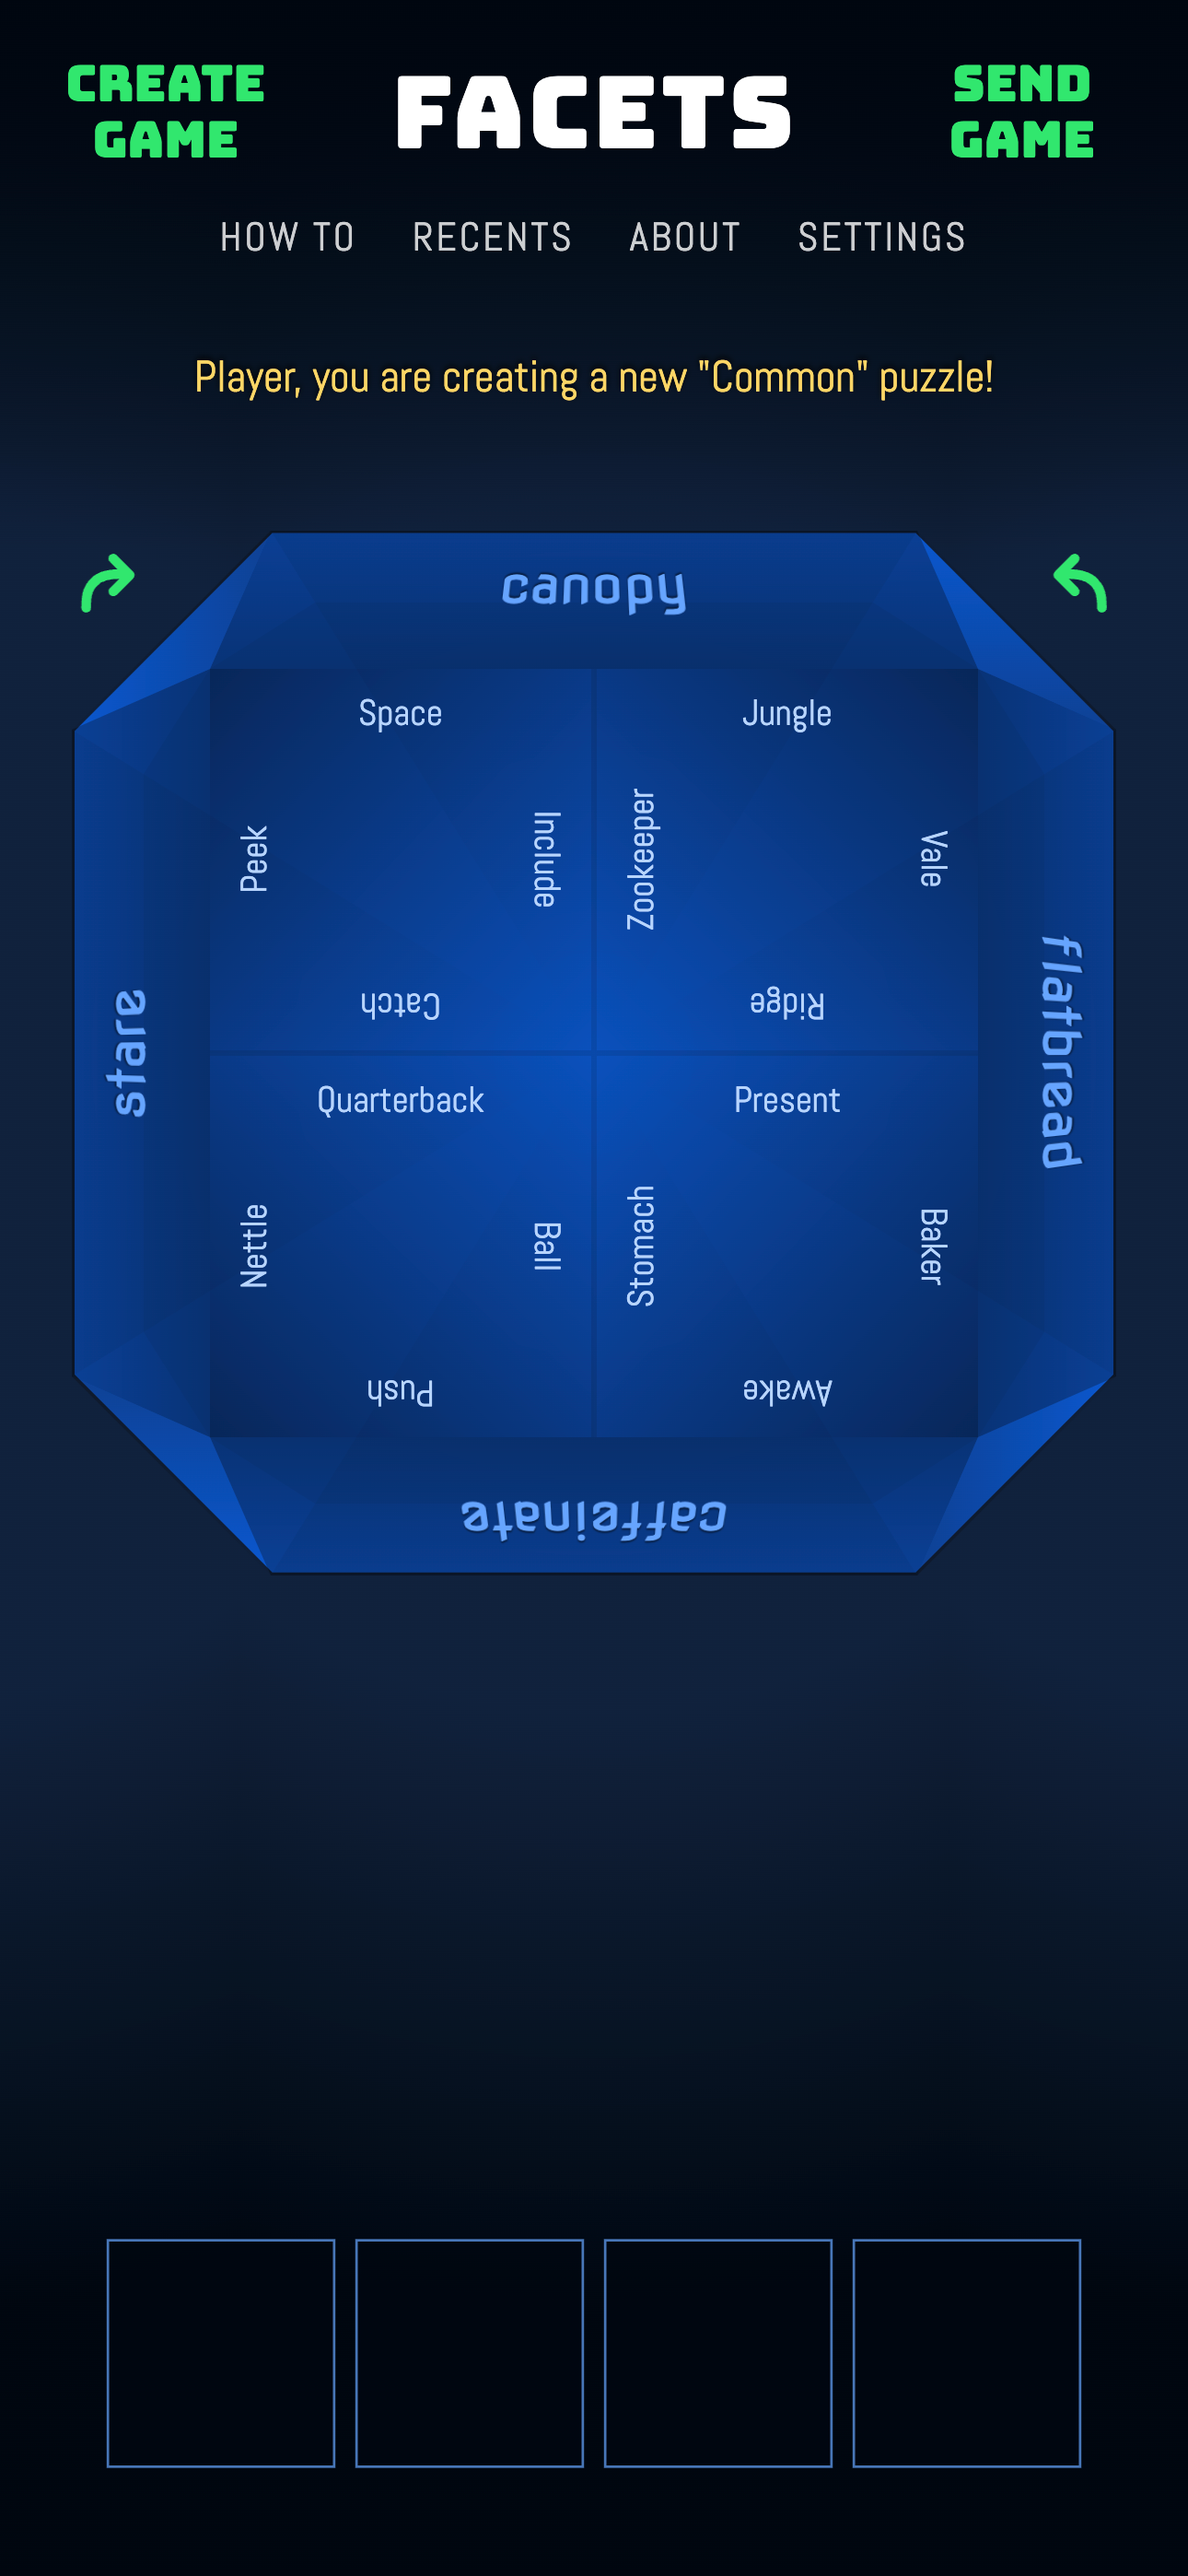 CREATE
GAME
FACETS
SEND
GAME
HOW TO
RECENTS
ABOUT
SETTINGS
Player, you are creating a new "Common" puzzle!
canopy
Space
Jungle
Peek
Include
Zookeeper
Vale
Catch
Ridge
stare
flatbread
Quarterback
Present
Nettle
Ball
Stomach
Baker
Push
Awake
caffeinate